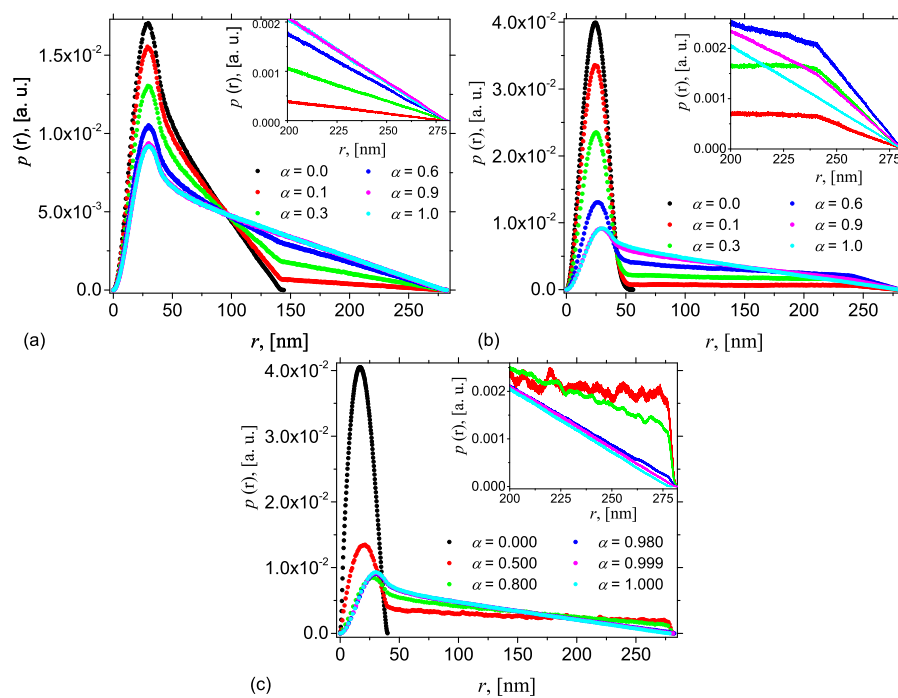 0.002
0.001
0.000
200 225 250 275
p (r), [a. u.]
r, [nm]
1.5x10⁻²
1.0x10⁻²
5.0x10⁻³
0.0
p (r), [a. u.]
α = 0.0 α = 0.6
α = 0.1 α = 0.9
α = 0.3 α = 1.0
0 50 100 150 200 250
(a) r, [nm]
0.002
0.001
0.000
200 225 250 275
p (r), [a. u.]
r, [nm]
4.0x10⁻²
3.0x10⁻²
2.0x10⁻²
1.0x10⁻²
0.0
p (r), [a. u.]
α = 0.0 α = 0.6
α = 0.1 α = 0.9
α = 0.3 α = 1.0
0 50 100 150 200 250
(b) r, [nm]
0.002
0.001
0.000
200 225 250 275
p (r), [a. u.]
r, [nm]
4.0x10⁻²
3.0x10⁻²
2.0x10⁻²
1.0x10⁻²
0.0
p (r), [a. u.]
α = 0.000 α = 0.980
α = 0.500 α = 0.999
α = 0.800 α = 1.000
0 50 100 150 200 250
(c) r, [nm]